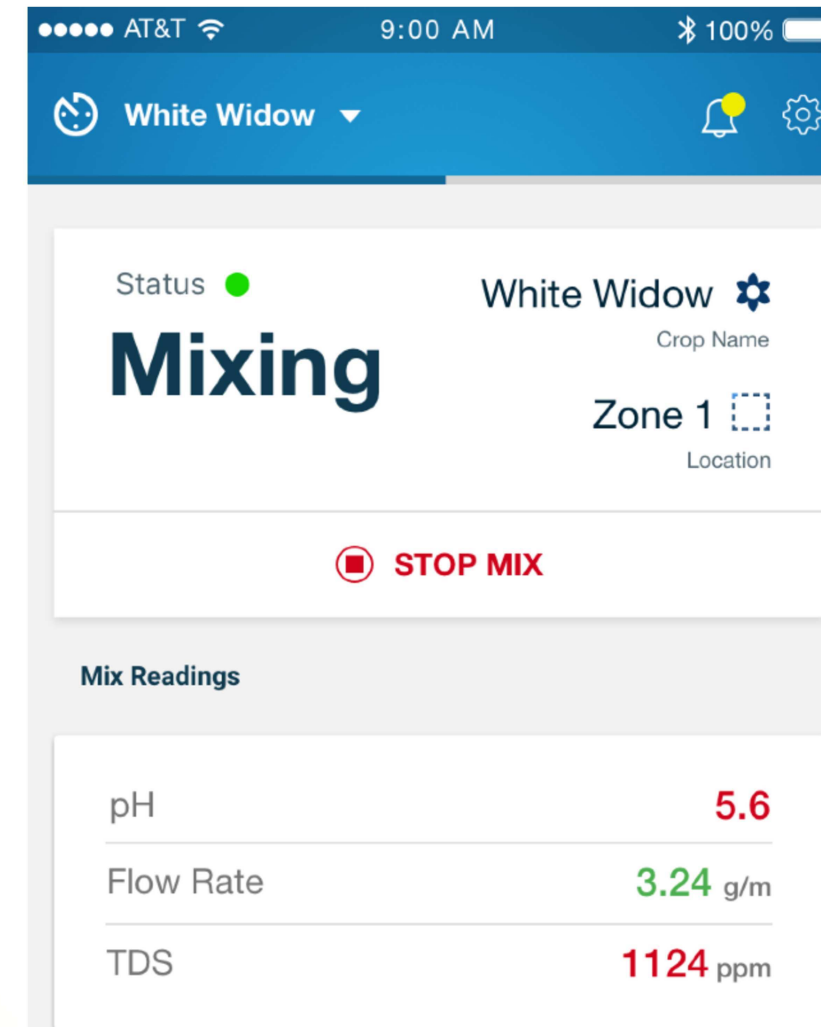 AT&T 9:00 AM 100%
White Widow
Status
Mixing
White Widow
Crop Name
Zone 1
Location
STOP MIX
Mix Readings
pH 5.6
Flow Rate 3.24 g/m
TDS 1124 ppm